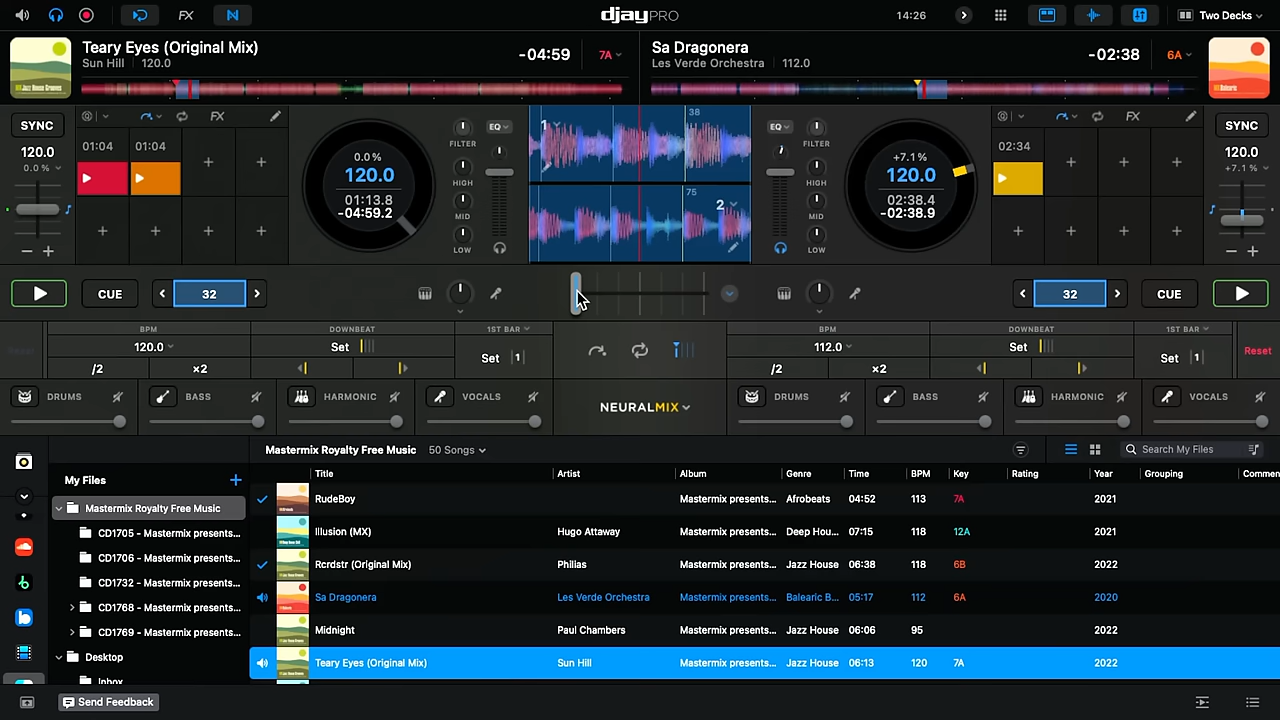 FX
djay PRO
14:26
Two Decks
Teary Eyes (Original Mix)
Sun Hill 120.0
-04:59
7A
Sa Dragonera
Les Verde Orchestra 112.0
-02:38
6A
SYNC
120.0
0.0 %
FX
01:04 01:04
0.0%
120.0
01:13.8
-04:59.2
FILTER
HIGH
MID
LOW
EQ
1
38
75
2
EQ
FILTER
HIGH
MID
LOW
+7.1%
120.0
02:38.4
-02:38.9
FX
02:34
SYNC
120.0
+7.1 %
CUE
32
32
CUE
BPM
120.0
/2 ×2
DOWNBEAT
Set
1ST BAR
Set 1
BPM
112.0
/2 ×2
DOWNBEAT
Set
1ST BAR
Set 1
Reset
DRUMS BASS HARMONIC VOCALS
NEURALMIX
DRUMS BASS HARMONIC VOCALS
My Files
Mastermix Royalty Free Music
CD1705 - Mastermix presents...
CD1706 - Mastermix presents...
CD1732 - Mastermix presents...
CD1768 - Mastermix presents...
CD1769 - Mastermix presents...
Desktop
Inbox
Mastermix Royalty Free Music 50 Songs
Search My Files
Title Artist Album Genre Time BPM Key Rating Year Grouping Commen
RudeBoy Mastermix presents... Afrobeats 04:52 113 7A 2021
Illusion (MX) Hugo Attaway Mastermix presents... Deep Hou... 07:15 118 12A 2021
Rcrdstr (Original Mix) Philias Mastermix presents... Jazz House 06:38 118 6B 2022
Sa Dragonera Les Verde Orchestra Mastermix presents... Balearic B... 05:17 112 6A 2020
Midnight Paul Chambers Mastermix presents... Jazz House 06:06 95 2022
Teary Eyes (Original Mix) Sun Hill Mastermix presents... Jazz House 06:13 120 7A 2022
Send Feedback